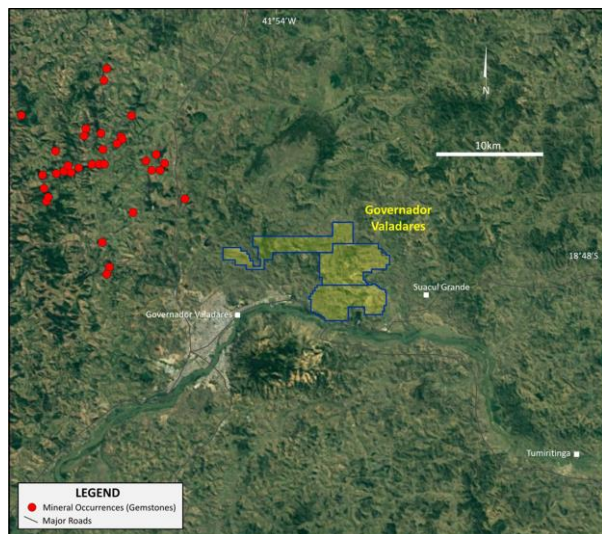 41°54´W
N
10km
Governador
Valadares
18°48´S
Suacuí Grande
Governador Valadares
Tumiritinga
LEGEND
Mineral Occurrences (Gemstones)
Major Roads